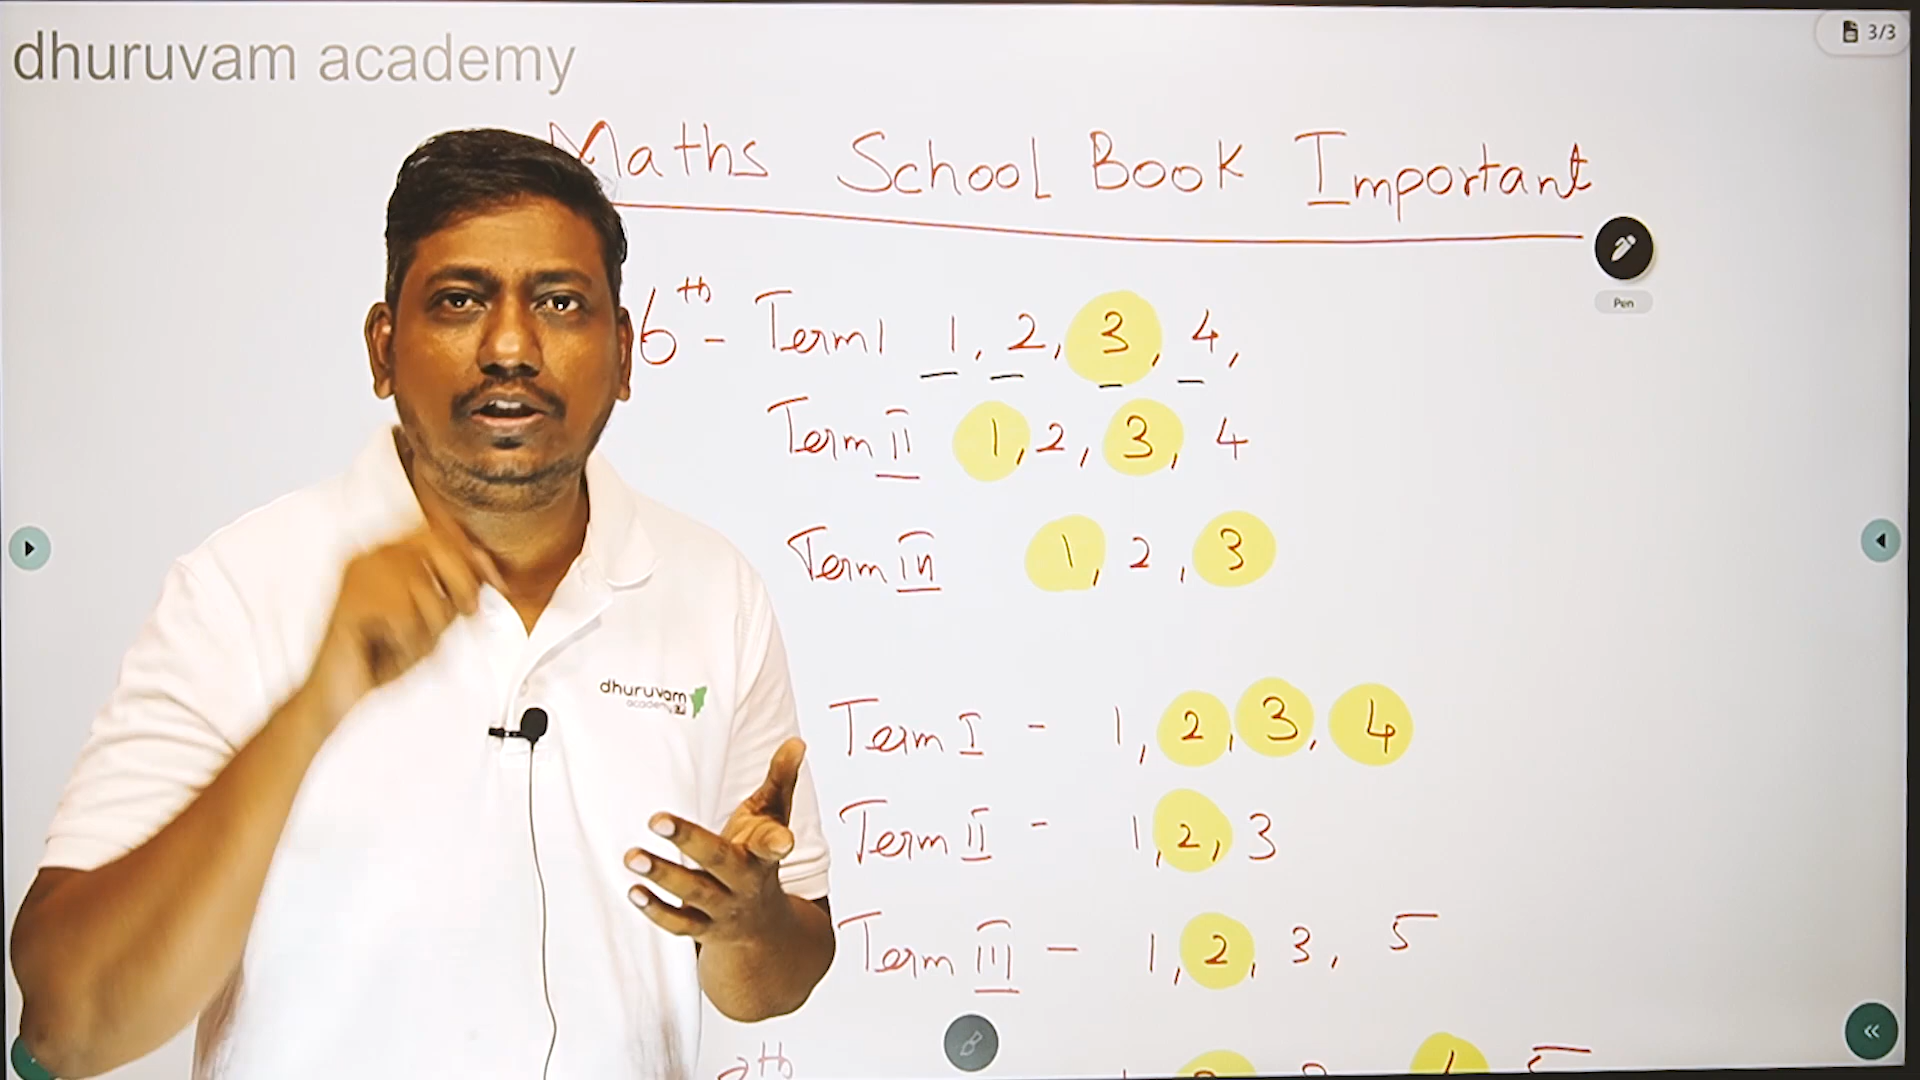 dhuruvam academy
3/3
Maths School Book Important
Pen
6th - Term I 1, 2, 3, 4,
Term II 1, 2, 3, 4
Term III 1, 2, 3
dhuruvam
academy
Term I - 1, 2, 3, 4
Term II - 1, 2, 3
Term III - 1, 2, 3, 5